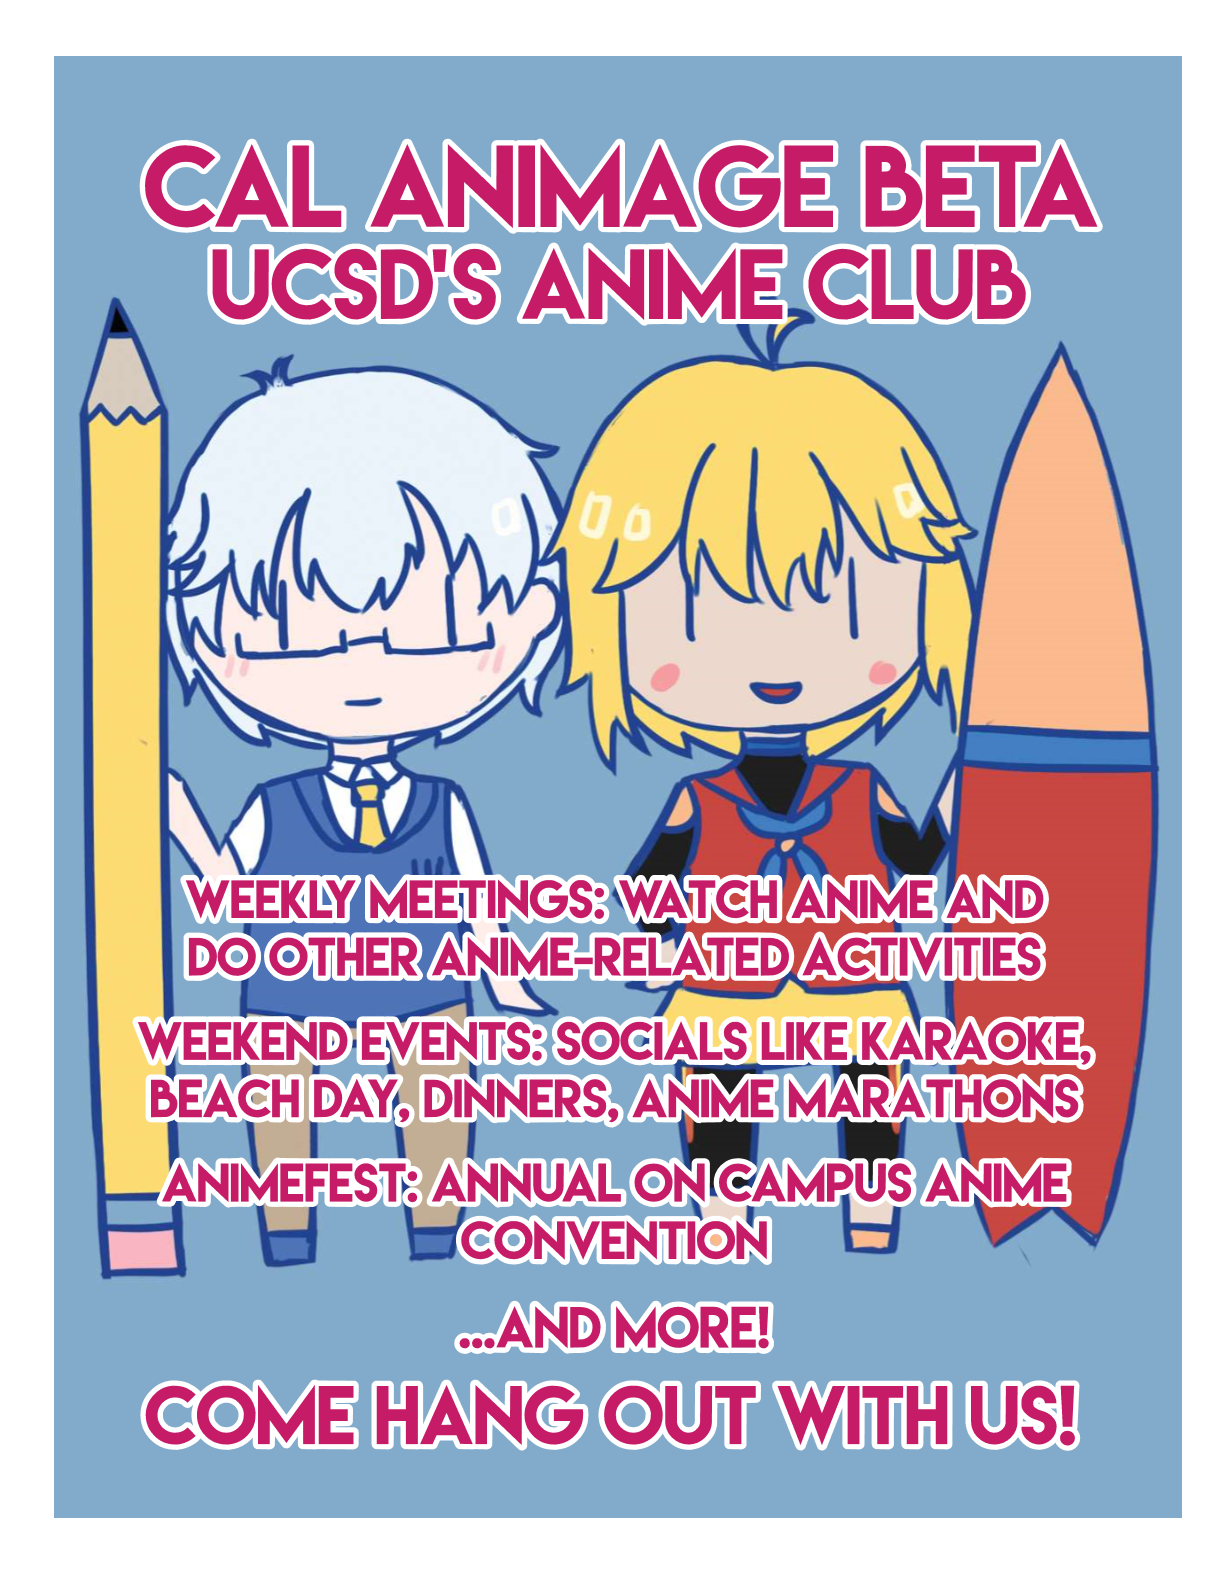 CAL ANIMAGE BETA
UCSD'S ANIME CLUB
WEEKLY MEETINGS: WATCH ANIME AND
DO OTHER ANIME-RELATED ACTIVITIES
WEEKEND EVENTS: SOCIALS LIKE KARAOKE,
BEACH DAY, DINNERS, ANIME MARATHONS
ANIMEFEST: ANNUAL ON CAMPUS ANIME
CONVENTION
...AND MORE!
COME HANG OUT WITH US!